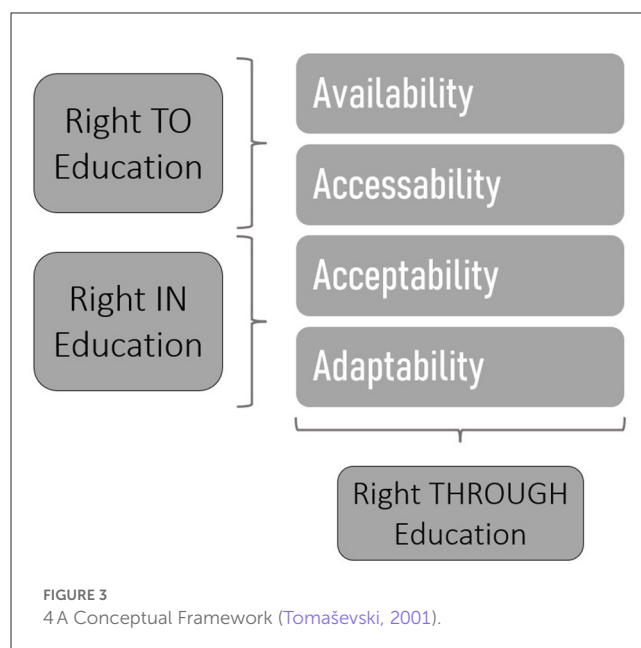 Right TO
Education
Availability
Accessability
Right IN
Education
Acceptability
Adaptability
Right THROUGH
Education
FIGURE 3
4 A Conceptual Framework (Tomaševski, 2001).